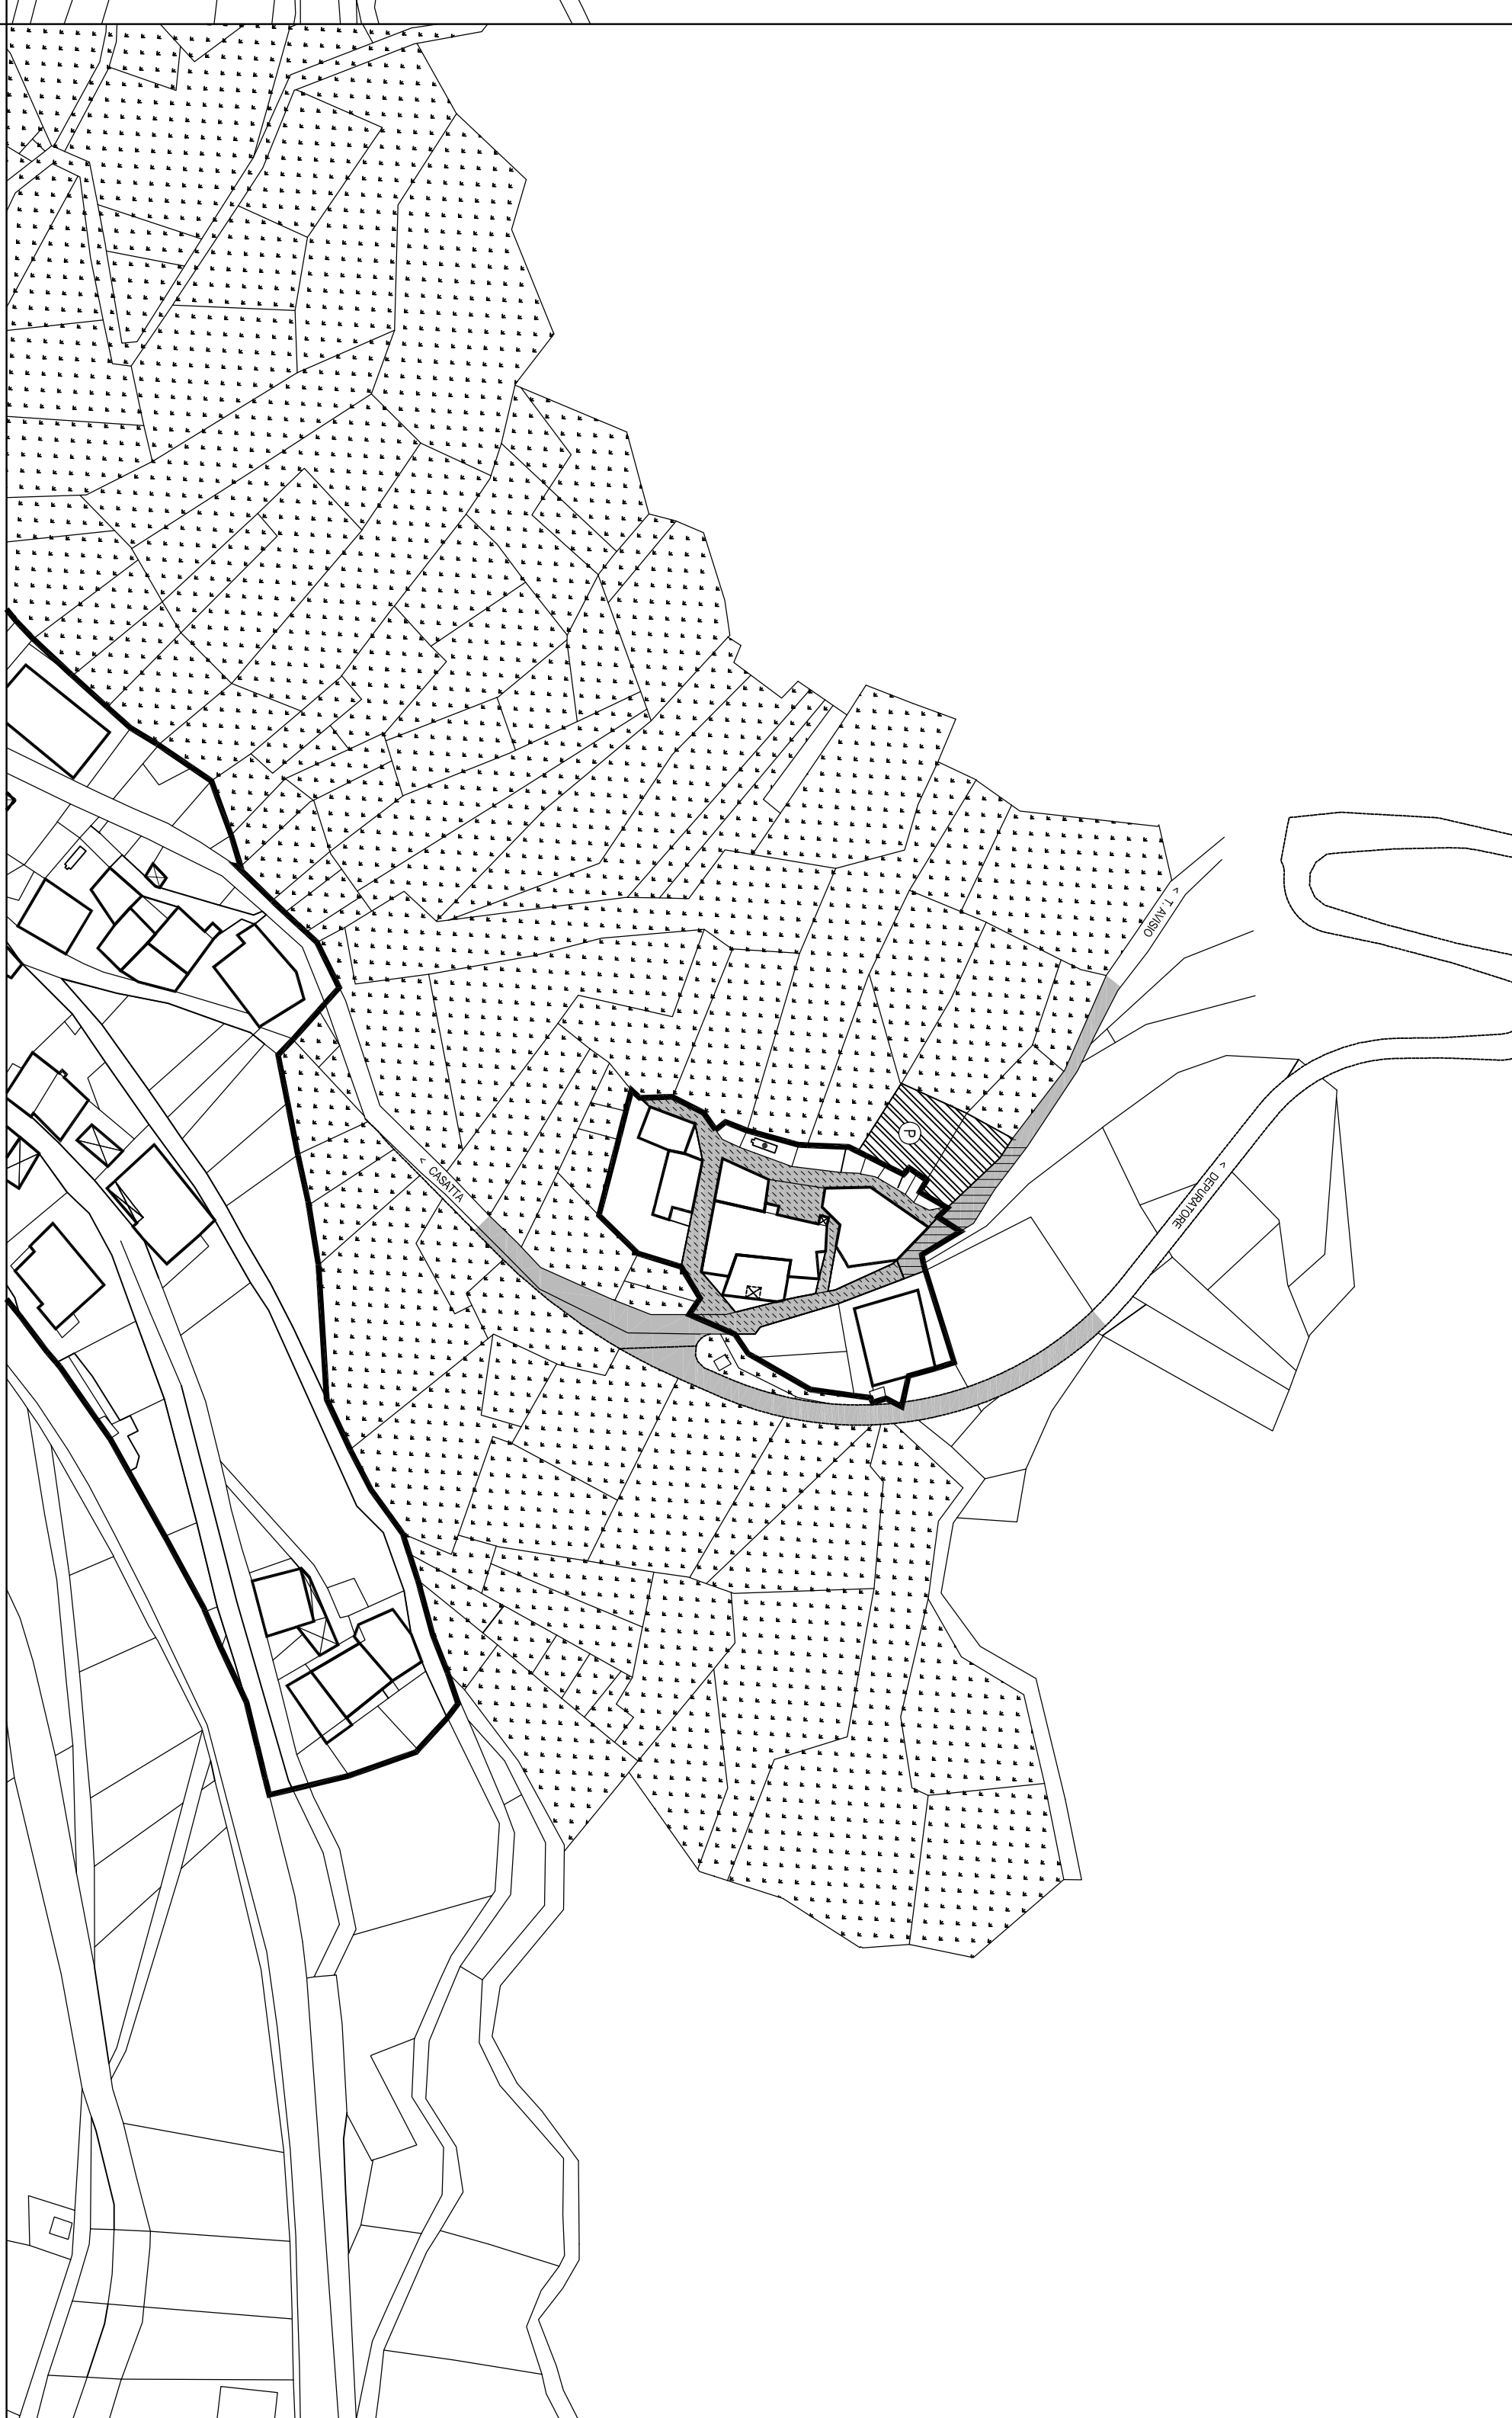 < T. AVISIO
P
< CASATTA
< DEPURATORE